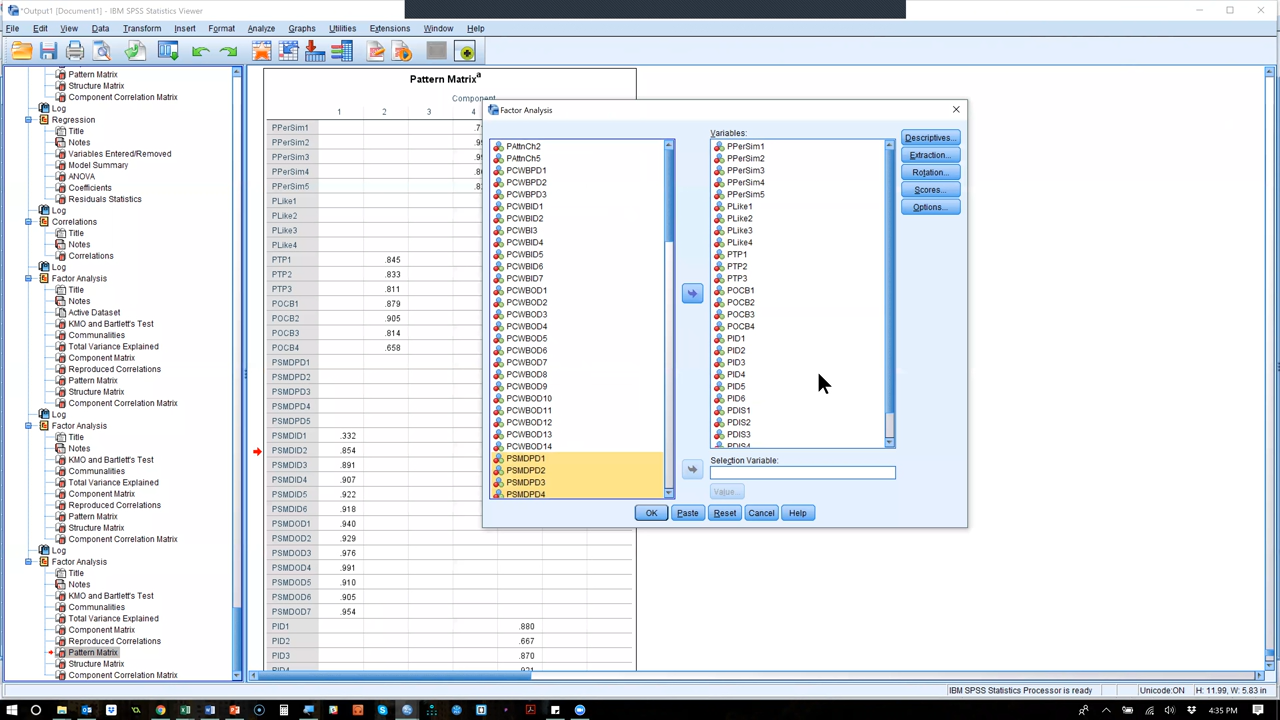 *Output1 [Document1] - IBM SPSS Statistics Viewer
File Edit View Data Transform Insert Format Analyze Graphs Utilities Extensions Window Help
Pattern Matrix
Structure Matrix
Component Correlation Matrix
Log
Regression
Title
Notes
Variables Entered/Removed
Model Summary
ANOVA
Coefficients
Residuals Statistics
Log
Correlations
Title
Notes
Correlations
Log
Factor Analysis
Title
Notes
Active Dataset
KMO and Bartlett's Test
Communalities
Total Variance Explained
Component Matrix
Reproduced Correlations
Pattern Matrix
Structure Matrix
Component Correlation Matrix
Log
Factor Analysis
Title
Notes
KMO and Bartlett's Test
Communalities
Total Variance Explained
Component Matrix
Reproduced Correlations
Pattern Matrix
Structure Matrix
Component Correlation Matrix
Log
Factor Analysis
Title
Notes
KMO and Bartlett's Test
Communalities
Total Variance Explained
Component Matrix
Reproduced Correlations
Pattern Matrix
Structure Matrix
Component Correlation Matrix
Pattern Matrixa
Component
1 2 3 4
PPerSim1
PPerSim2
PPerSim3
PPerSim4
PPerSim5
PLike1
PLike2
PLike3
PLike4
PTP1 .845
PTP2 .833
PTP3 .811
POCB1 .879
POCB2 .905
POCB3 .814
POCB4 .658
PSMDPD1
PSMDPD2
PSMDPD3
PSMDPD4
PSMDPD5
PSMDID1 .332
PSMDID2 .854
PSMDID3 .891
PSMDID4 .907
PSMDID5 .922
PSMDID6 .918
PSMDOD1 .940
PSMDOD2 .929
PSMDOD3 .976
PSMDOD4 .991
PSMDOD5 .910
PSMDOD6 .905
PSMDOD7 .954
PID1 .880
PID2 .667
PID3 .870
PID4 .921
Factor Analysis
PAttnCh2
PAttnCh5
PCWBPD1
PCWBPD2
PCWBPD3
PCWBID1
PCWBID2
PCWBI3
PCWBID4
PCWBID5
PCWBID6
PCWBID7
PCWBOD1
PCWBOD2
PCWBOD3
PCWBOD4
PCWBOD5
PCWBOD6
PCWBOD7
PCWBOD8
PCWBOD9
PCWBOD10
PCWBOD11
PCWBOD12
PCWBOD13
PCWBOD14
PSMDPD1
PSMDPD2
PSMDPD3
PSMDPD4
Variables:
PPerSim1
PPerSim2
PPerSim3
PPerSim4
PPerSim5
PLike1
PLike2
PLike3
PLike4
PTP1
PTP2
PTP3
POCB1
POCB2
POCB3
POCB4
PID1
PID2
PID3
PID4
PID5
PID6
PDIS1
PDIS2
PDIS3
PDIS4
Selection Variable:
Value...
Descriptives...
Extraction...
Rotation...
Scores...
Options...
OK Paste Reset Cancel Help
IBM SPSS Statistics Processor is ready Unicode:ON H: 11.99, W: 5.83 in
4:35 PM